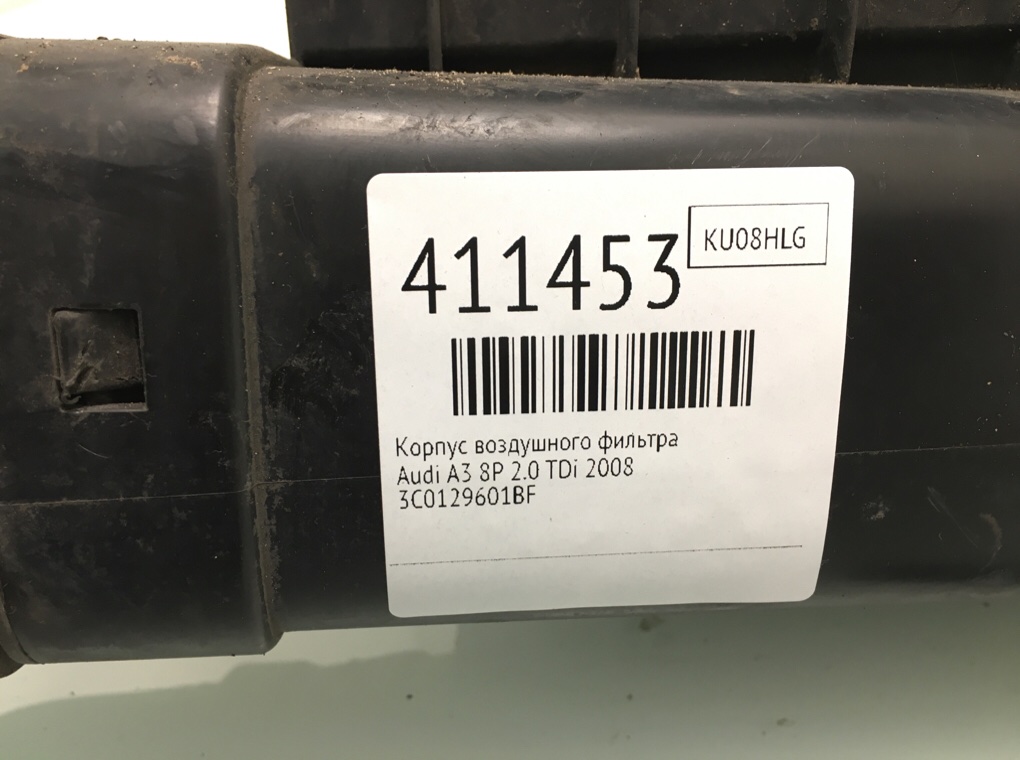 411453
KU08HLG
Корпус воздушного фильтра
Audi A3 8P 2.0 TDi 2008
3C0129601BF